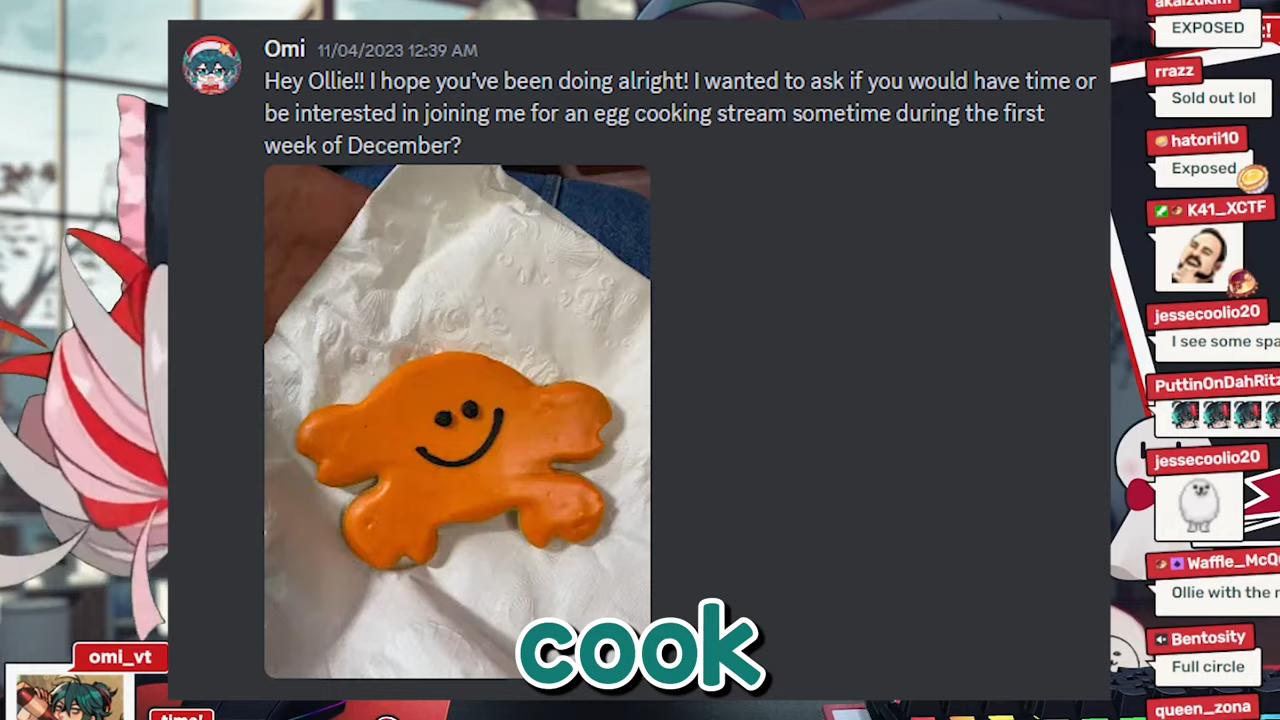 Omi 11/04/2023 12:39 AM
Hey Ollie!! I hope you've been doing alright! I wanted to ask if you would have time or
be interested in joining me for an egg cooking stream sometime during the first
week of December?
cook
akaizukim
EXPOSED
rrazz
Sold out lol
hatorii10
Exposed
K41_XCTF
jessecoolio20
I see some spa
PuttinOnDahRitz
jessecoolio20
Waffle_McQu
Ollie with the
Bentosity
Full circle
queen_zona
omi_vt
time!